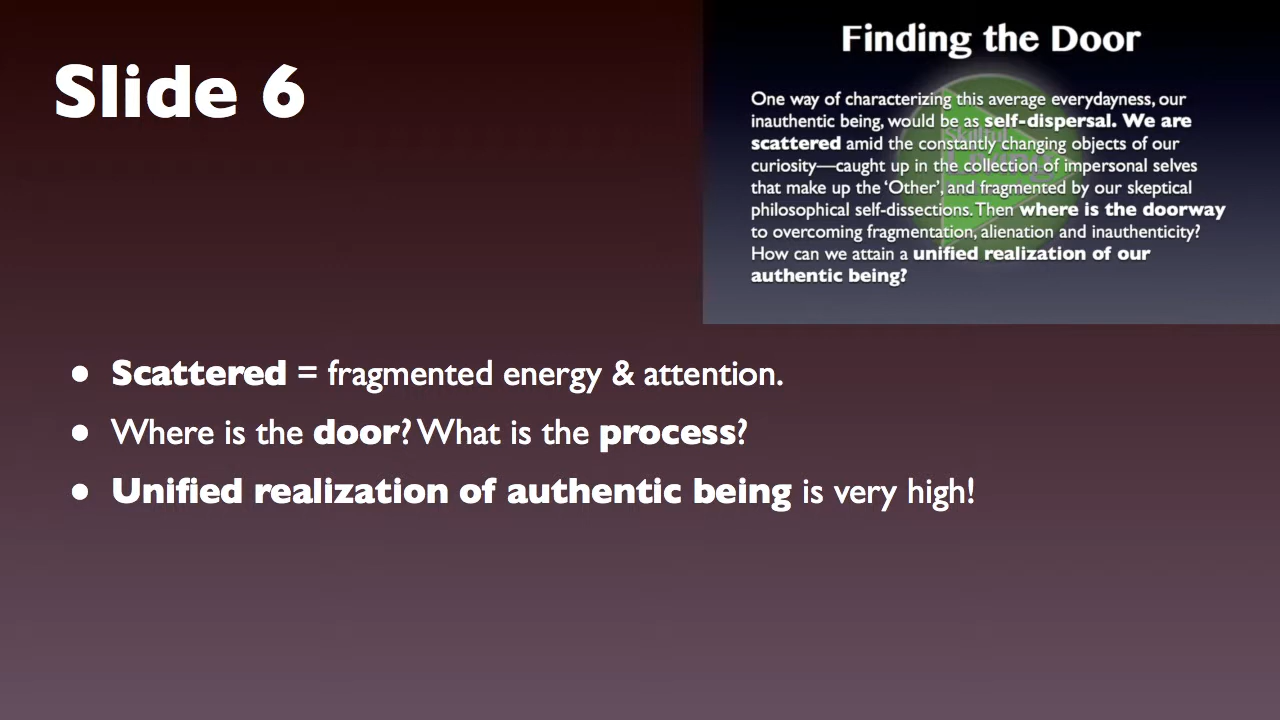 Slide 6
Finding the Door
One way of characterizing this average everydayness, our
inauthentic being, would be as self-dispersal. We are
scattered amid the constantly changing objects of our
curiosity—caught up in the collection of impersonal selves
that make up the 'Other', and fragmented by our skeptical
philosophical self-dissections. Then where is the doorway
to overcoming fragmentation, alienation and inauthenticity?
How can we attain a unified realization of our
authentic being?
• Scattered = fragmented energy & attention.
• Where is the door? What is the process?
• Unified realization of authentic being is very high!